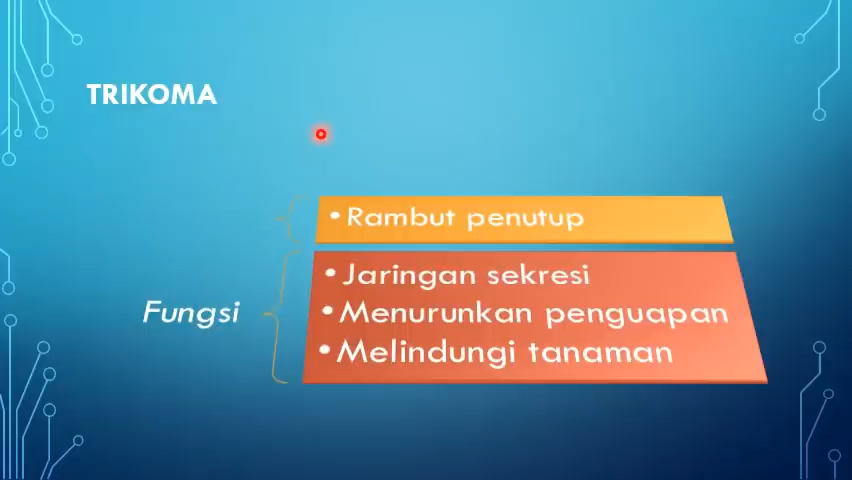 TRIKOMA
• Rambut penutup
Fungsi
• Jaringan sekresi
• Menurunkan penguapan
• Melindungi tanaman